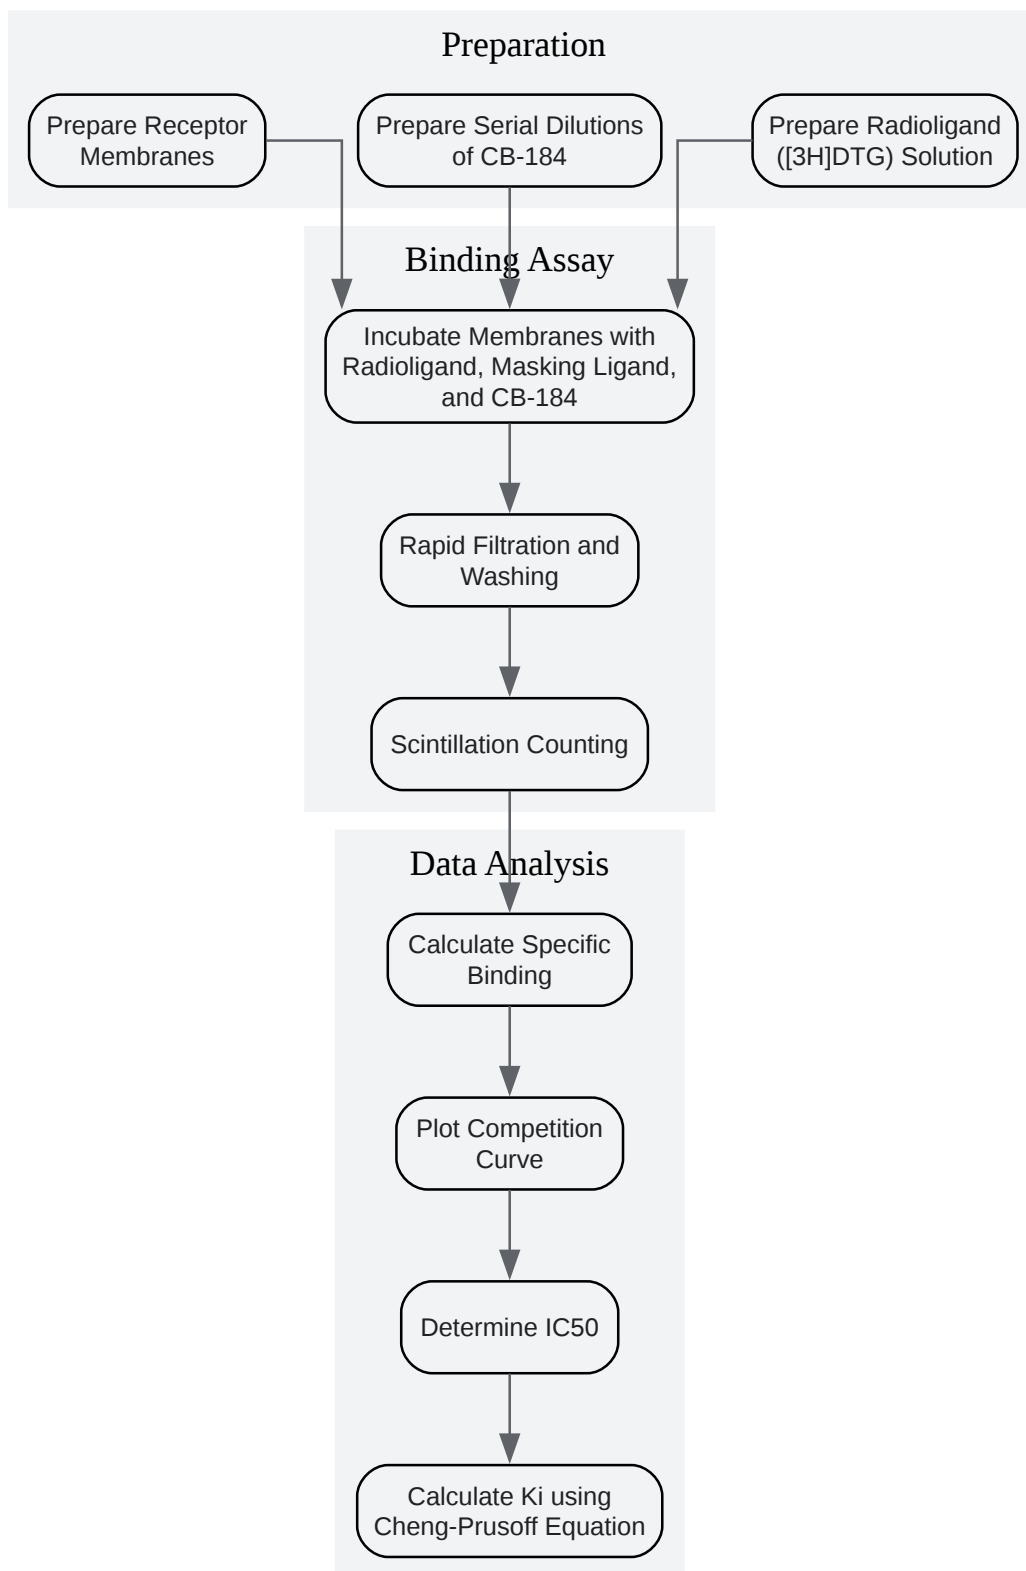 Preparation
Prepare Receptor
Membranes
Prepare Serial Dilutions
of CB-184
Prepare Radioligand
([3H]DTG) Solution
Binding Assay
Incubate Membranes with
Radioligand, Masking Ligand,
and CB-184
Rapid Filtration and
Washing
Scintillation Counting
Data Analysis
Calculate Specific
Binding
Plot Competition
Curve
Determine IC50
Calculate Ki using
Cheng-Prusoff Equation